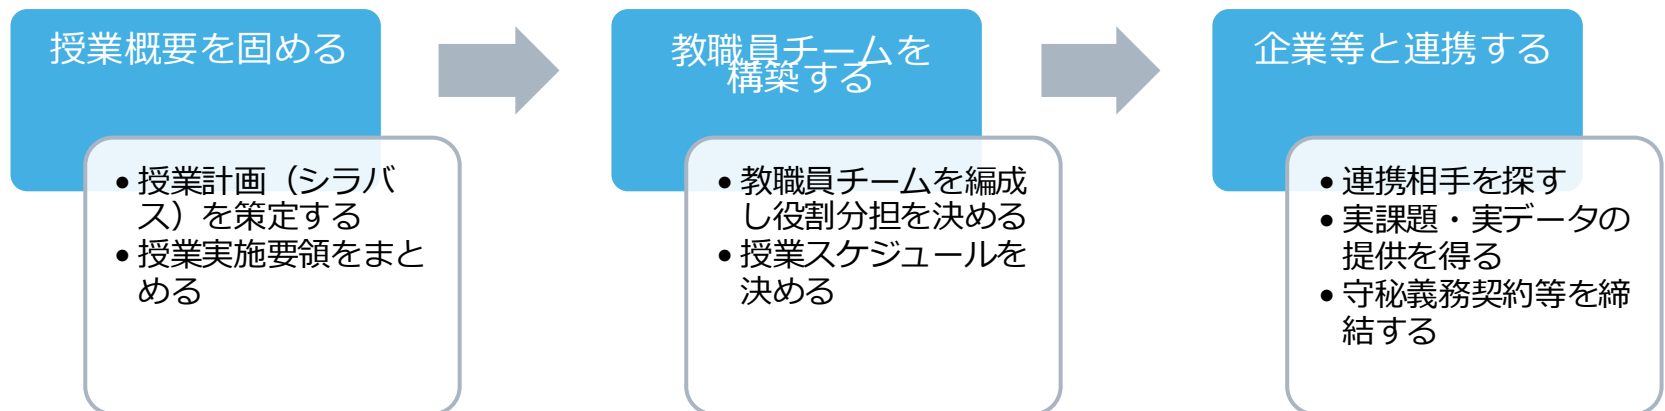 授業概要を固める
• 授業計画（シラバ
ス）を策定する
• 授業実施要領をまと
める
教職員チームを
構築する
• 教職員チームを編成
し役割分担を決める
• 授業スケジュールを
決める
企業等と連携する
• 連携相手を探す
• 実課題・実データの
提供を得る
• 守秘義務契約等を締
結する